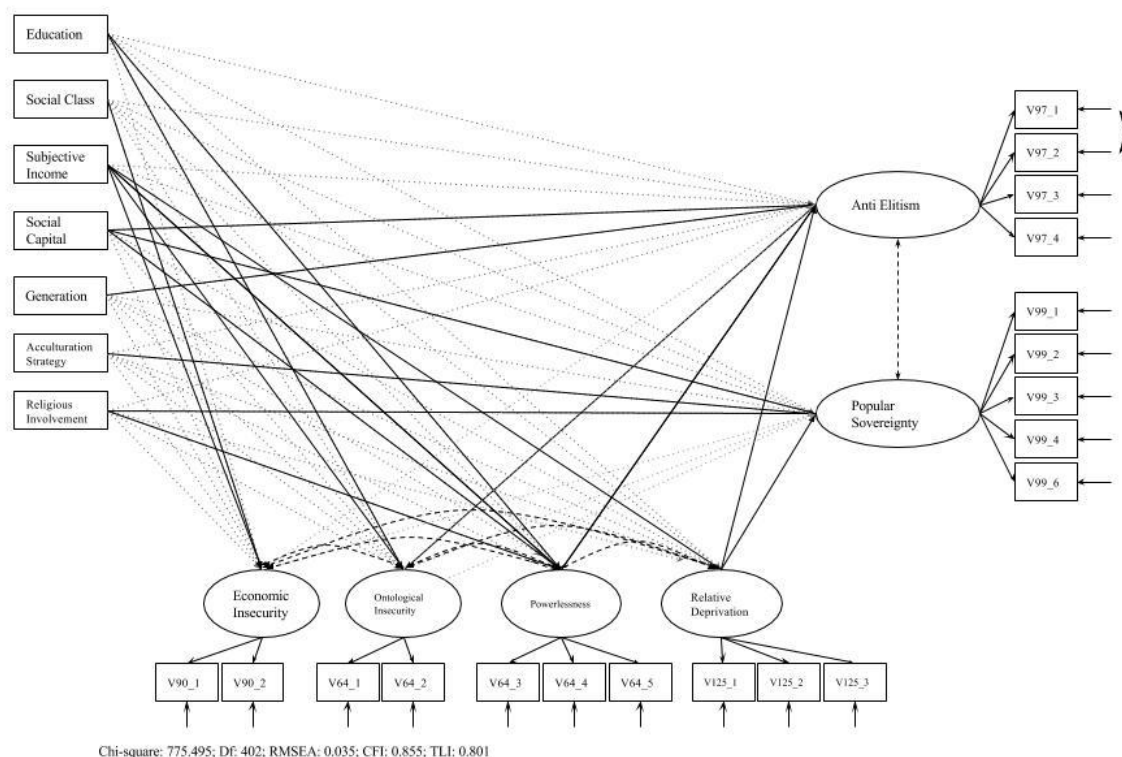 Education
Social Class
Subjective
Income
Social
Capital
Generation
Acculturation
Strategy
Religious
Involvement
Anti Elitism
Popular
Sovereignty
V97_1
V97_2
V97_3
V97_4
V99_1
V99_2
V99_3
V99_4
V99_6
Economic
Insecurity
Ontological
Insecurity
Powerlessness
Relative
Deprivation
V90_1
V90_2
V64_1
V64_2
V64_3
V64_4
V64_5
V125_1
V125_2
V125_3
Chi-square: 775.495; Df: 402; RMSEA: 0.035; CFI: 0.855; TLI: 0.801